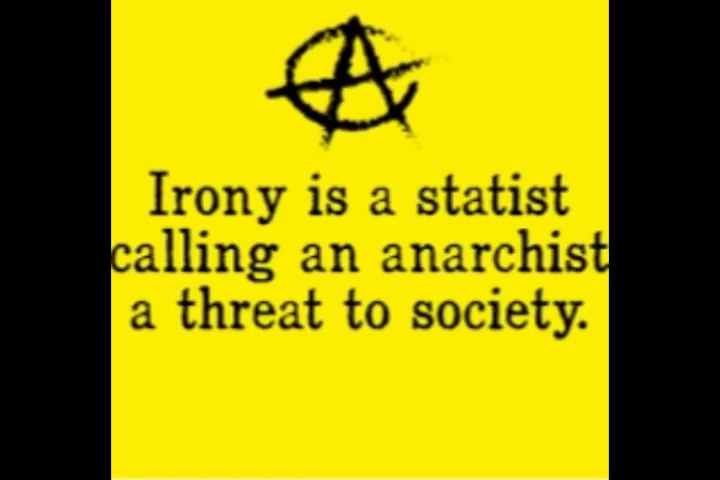 Irony is a statist
calling an anarchist
a threat to society.